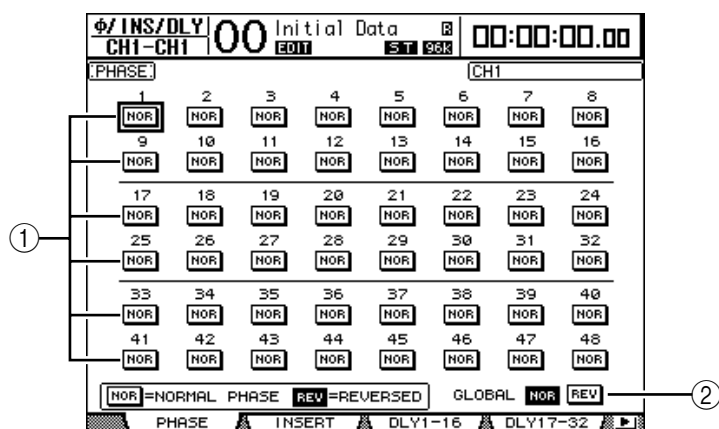 Φ/ INS/DLY 00 Initial Data R 00:00:00.00
CH1-CH1 EDIT ST 96K
PHASE CH1
1 2 3 4 5 6 7 8
NOR NOR NOR NOR NOR NOR NOR NOR
9 10 11 12 13 14 15 16
NOR NOR NOR NOR NOR NOR NOR NOR
17 18 19 20 21 22 23 24
NOR NOR NOR NOR NOR NOR NOR NOR
1
25 26 27 28 29 30 31 32
NOR NOR NOR NOR NOR NOR NOR NOR
33 34 35 36 37 38 39 40
NOR NOR NOR NOR NOR NOR NOR NOR
41 42 43 44 45 46 47 48
NOR NOR NOR NOR NOR NOR NOR NOR
NOR =NORMAL PHASE REV =REVERSED GLOBAL NOR REV 2
PHASE INSERT DLY1-16 DLY17-32